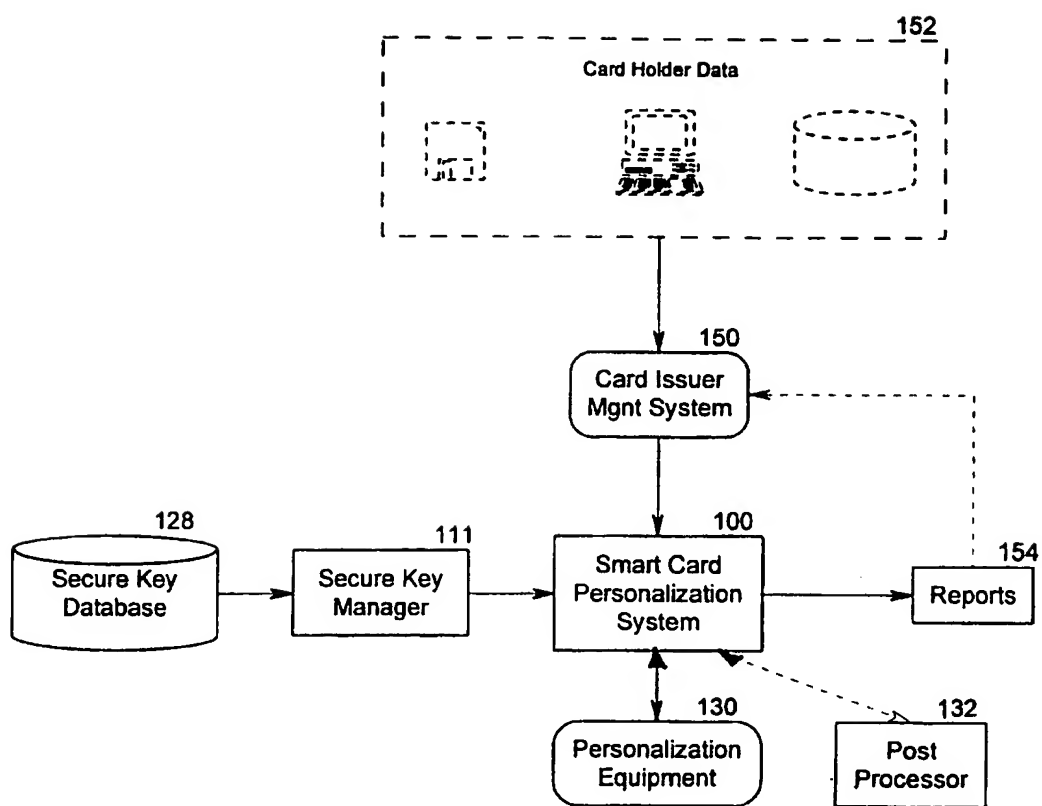 152
Card Holder Data
150
Card Issuer
Mgnt System
128
Secure Key
Database
111
Secure Key
Manager
100
Smart Card
Personalization
System
154
Reports
130
Personalization
Equipment
132
Post
Processor